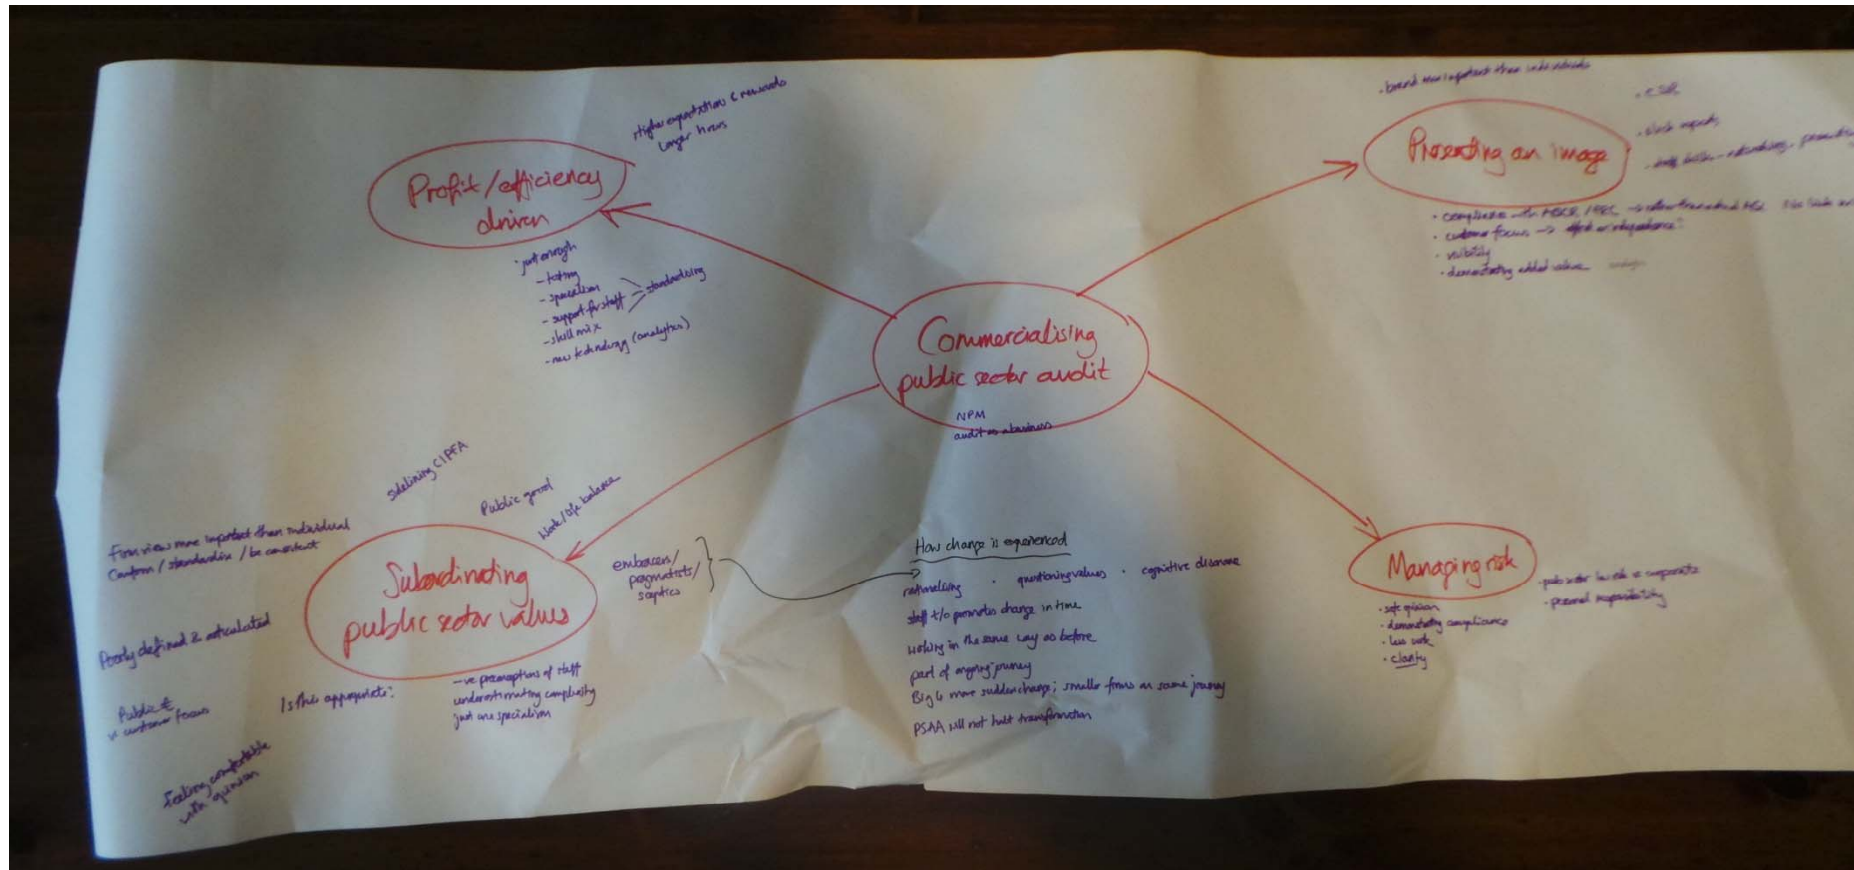 Higher expectations & rewards
Longer hours
Profit/efficiency
driven
'just enough
- testing
- specialism
- support for staff
- skill mix
- new technology (analytics)
standardising
· brand more important than individuals
Presenting an image
· customer focus →
· visibility
· demonstrating added value
Commercialising
public sector audit
NPM
audit as a business
sidelining CIPFA
Public good
Work/life balance
Firm view more important than individual
Conform / standardise / be consistent
Poorly defined & articulated
Public £
v customer focus
Feeling comfortable
with opinion
Is this appropriate?
Subordinating
public sector values
-ve perceptions of staff
underestimating complexity
just one specialism
embracers/
pragmatists/
sceptics
How change is experienced
rationalising · questioning values · cognitive dissonance
staff t/o promotes change in time
working in the same way as before
part of ongoing journey
Big 4 more sudden change; smaller firms on same journey
PSAA will not halt transformation
Managing risk
· safe opinion
· demonstrating compliance
· less work
· clarity
· personal responsibility